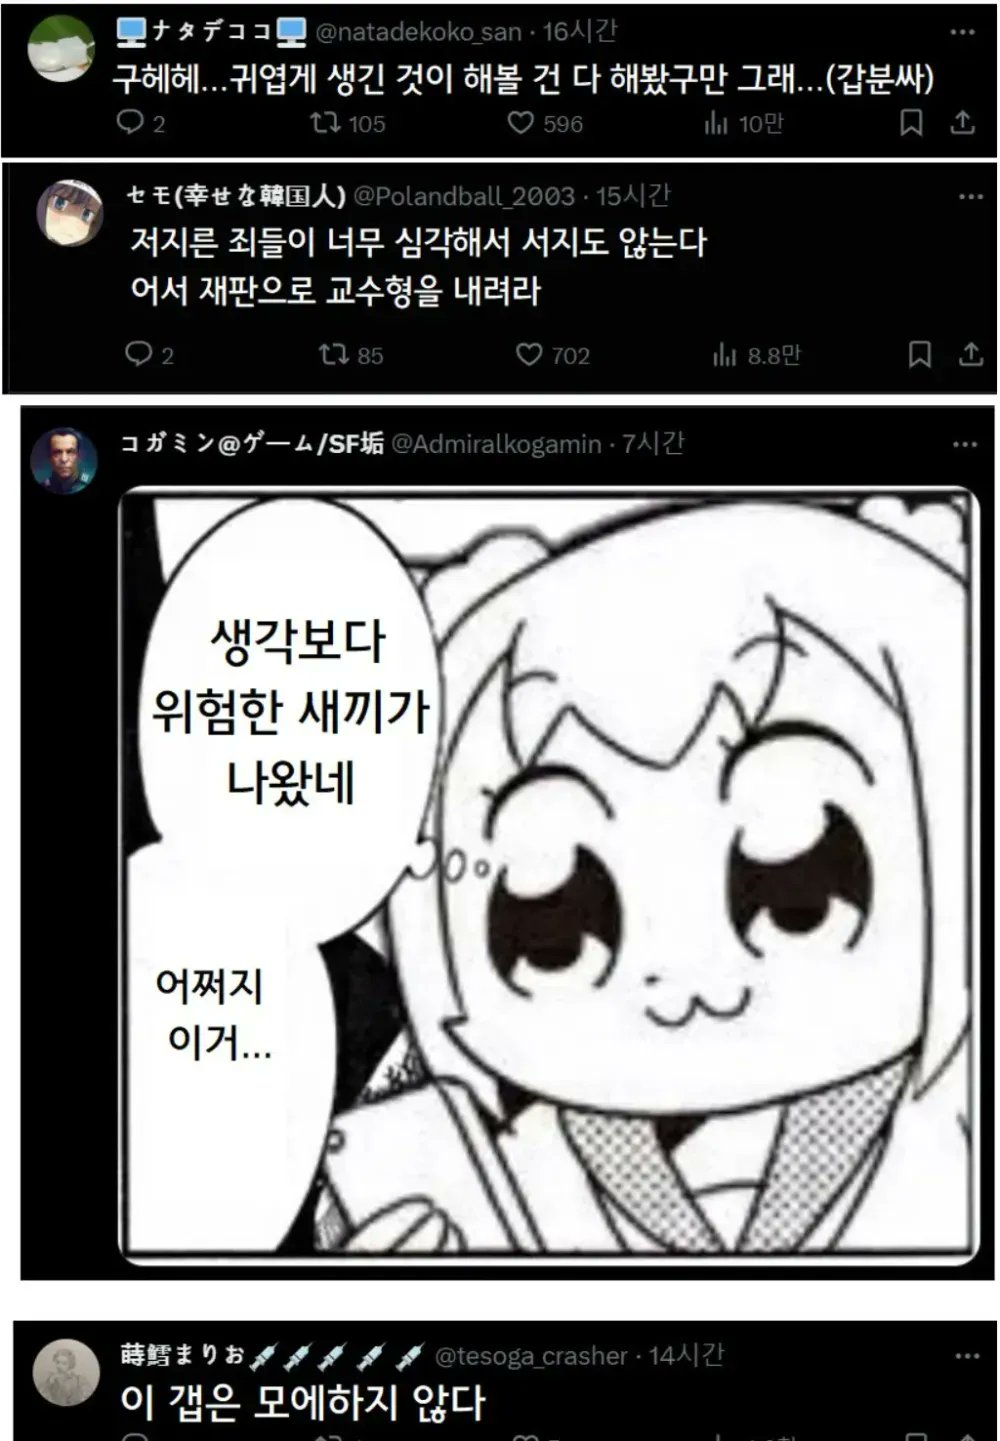 ナタデココ @natadekoko_san · 16시간
구헤헤...귀엽게 생긴 것이 해볼 건 다 해봤구만 그래...(갑분싸)
2 105 596 10만
セモ(幸せな韓国人) @Polandball_2003 · 15시간
저지른 죄들이 너무 심각해서 서지도 않는다
어서 재판으로 교수형을 내려라
2 85 702 8.8만
コガミン@ゲーム/SF垢 @Admiralkogamin · 7시간
생각보다
위험한 새끼가
나왔네
어쩌지
이거...
蒔鱈まりお @tesoga_crasher · 14시간
이 갭은 모에하지 않다